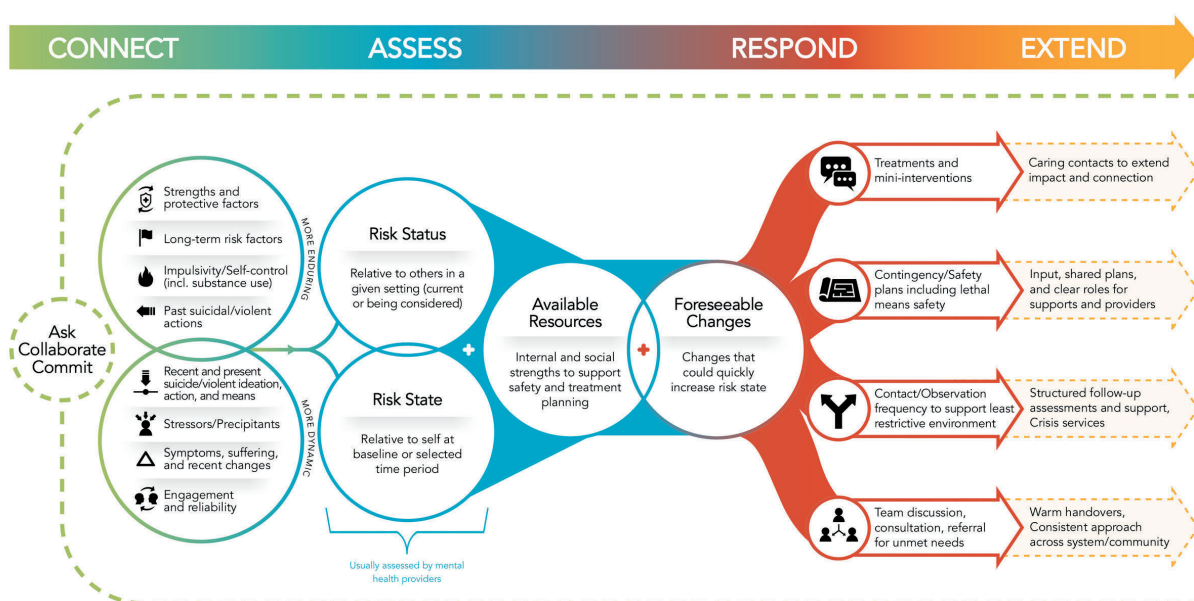 CONNECT
ASSESS
RESPOND
EXTEND
Ask
Collaborate
Commit
Strengths and
protective factors
Long-term risk factors
Impulsivity/Self-control
(incl. substance use)
Past suicidal/violent
actions
MORE ENDURING
Recent and present
suicide/violent ideation,
action, and means
Stressors/Precipitants
Symptoms, suffering,
and recent changes
Engagement
and reliability
MORE DYNAMIC
Risk Status
Relative to others in a
given setting (current
or being considered)
Risk State
Relative to self at
baseline or selected
time period
Usually assessed by mental
health providers
+
Available
Resources
Internal and social
strengths to support
safety and treatment
planning
+
Foreseeable
Changes
Changes that
could quickly
increase risk state
Treatments and
mini-interventions
Caring contacts to extend
impact and connection
Contingency/Safety
plans including lethal
means safety
Input, shared plans,
and clear roles for
supports and providers
Contact/Observation
frequency to support least
restrictive environment
Structured follow-up
assessments and support,
Crisis services
Team discussion,
consultation, referral
for unmet needs
Warm handovers,
Consistent approach
across system/community